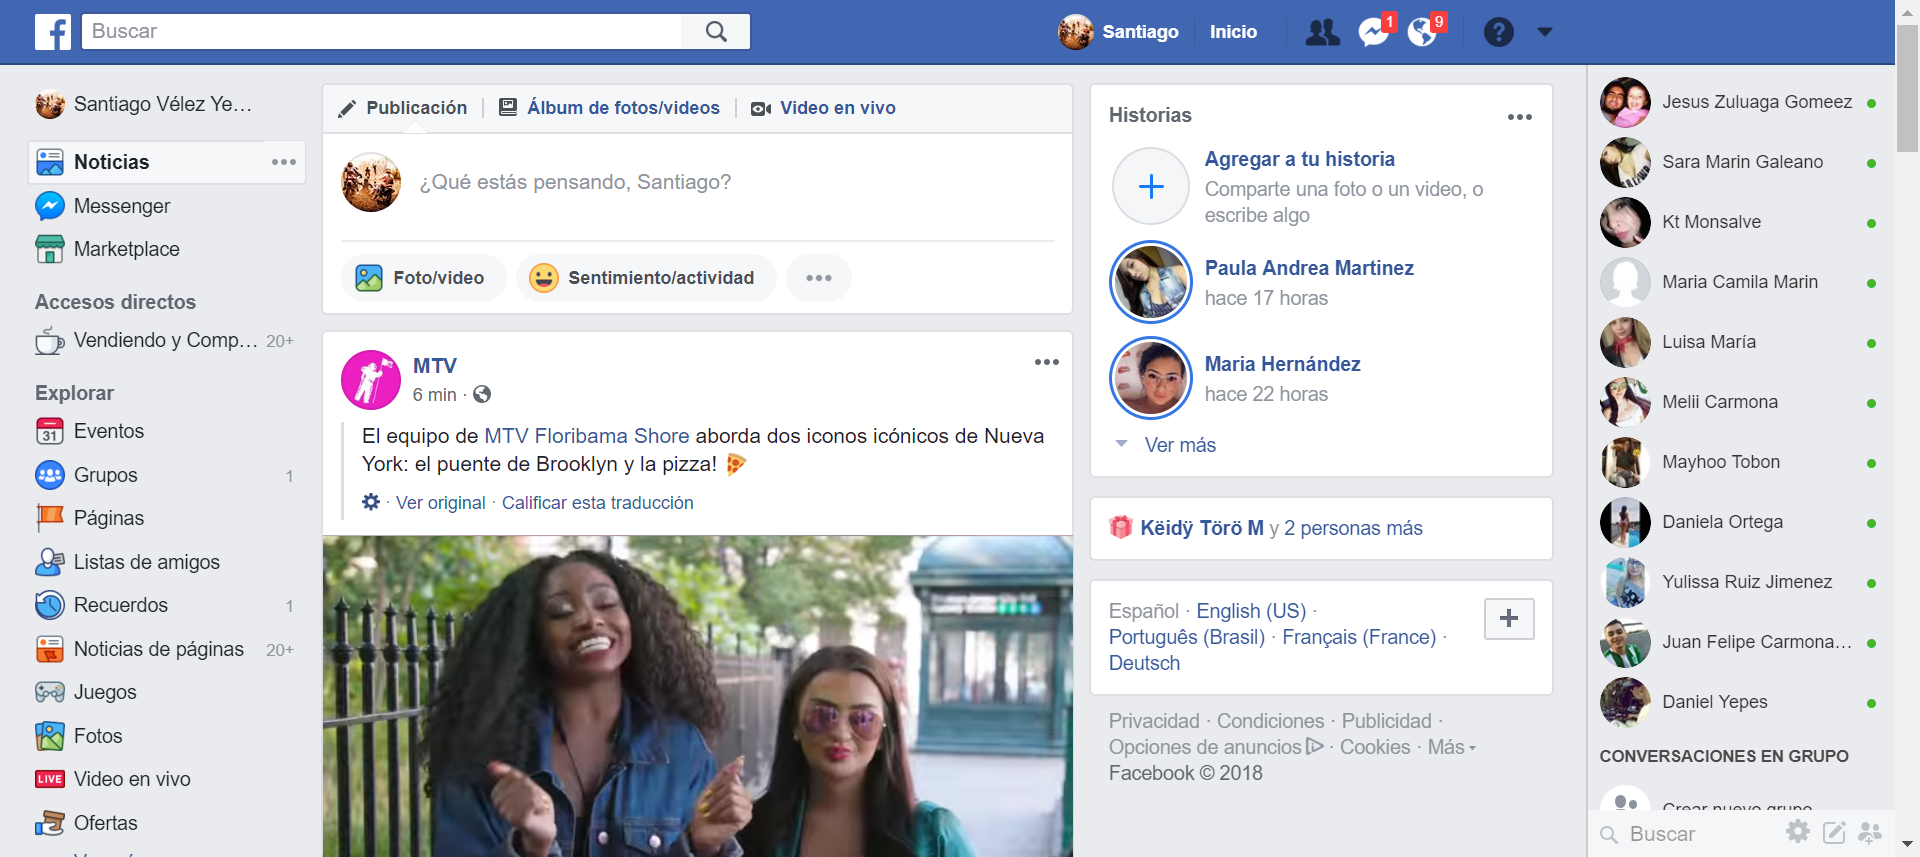 Buscar
Santiago
Inicio
1
9
Santiago Vélez Ye...
Noticias
Messenger
Marketplace
Accesos directos
Vendiendo y Comp... 20+
Explorar
31 Eventos
Grupos 1
Páginas
Listas de amigos
Recuerdos 1
Noticias de páginas 20+
Juegos
Fotos
LIVE Video en vivo
Ofertas
Publicación
Álbum de fotos/videos
Video en vivo
¿Qué estás pensando, Santiago?
Foto/video
Sentimiento/actividad
MTV
6 min ·
El equipo de MTV Floribama Shore aborda dos iconos icónicos de Nueva
York: el puente de Brooklyn y la pizza! 🍕
· Ver original · Calificar esta traducción
Historias
Agregar a tu historia
Comparte una foto o un video, o
escribe algo
Paula Andrea Martinez
hace 17 horas
Maria Hernández
hace 22 horas
Ver más
Këidÿ Törö M y 2 personas más
Español · English (US) ·
Português (Brasil) · Français (France) ·
Deutsch
Privacidad · Condiciones · Publicidad ·
Opciones de anuncios · Cookies · Más
Facebook © 2018
Jesus Zuluaga Gomeez
Sara Marin Galeano
Kt Monsalve
Maria Camila Marin
Luisa María
Melii Carmona
Mayhoo Tobon
Daniela Ortega
Yulissa Ruiz Jimenez
Juan Felipe Carmona...
Daniel Yepes
CONVERSACIONES EN GRUPO
Crear nuevo grupo
Buscar